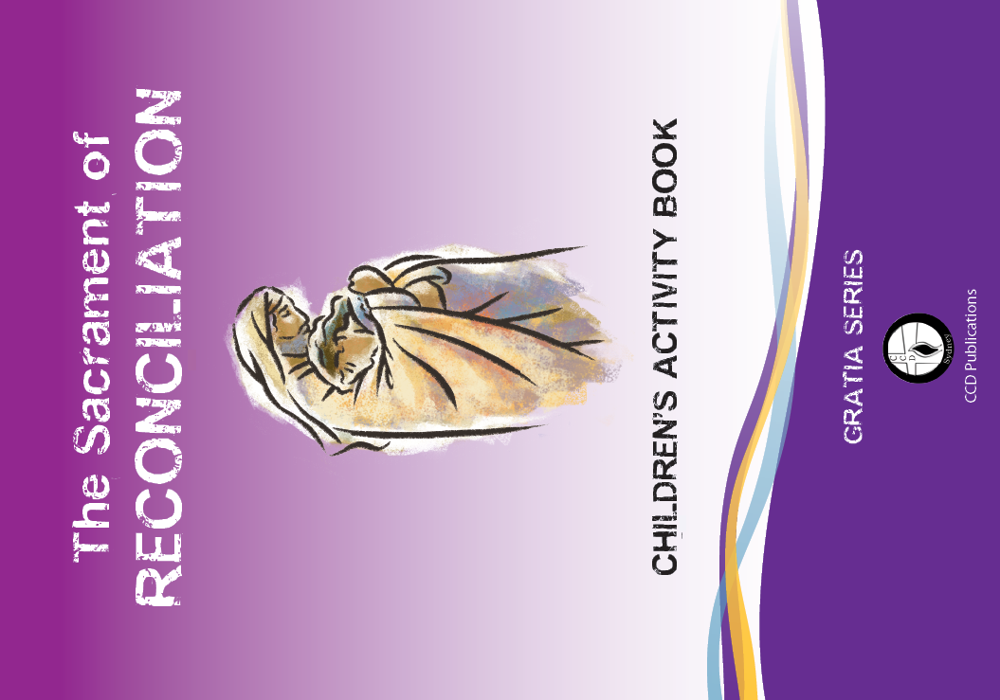 The Sacrament of
RECONCILIATION
CHILDREN'S ACTIVITY BOOK
GRATIA SERIES
C C D
Sydney
CCD Publications